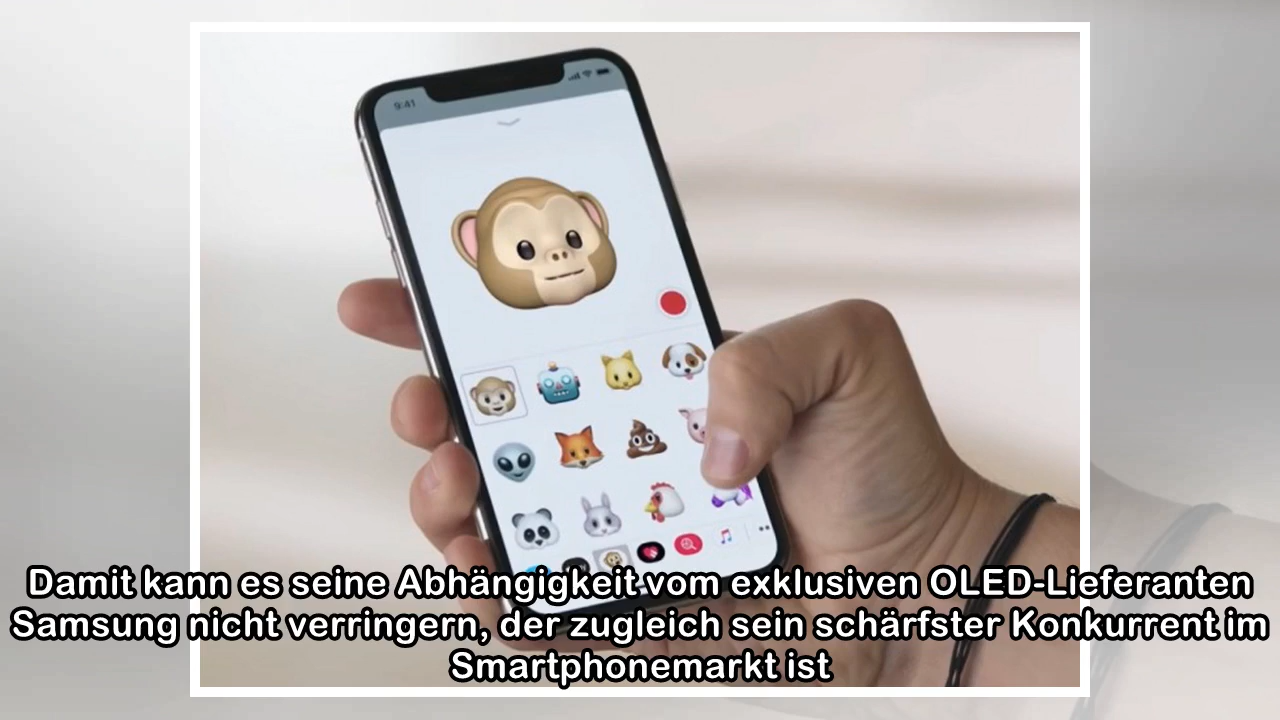 9:41
Damit kann es seine Abhängigkeit vom exklusiven OLED-Lieferanten
Samsung nicht verringern, der zugleich sein schärfster Konkurrent im
Smartphonemarkt ist